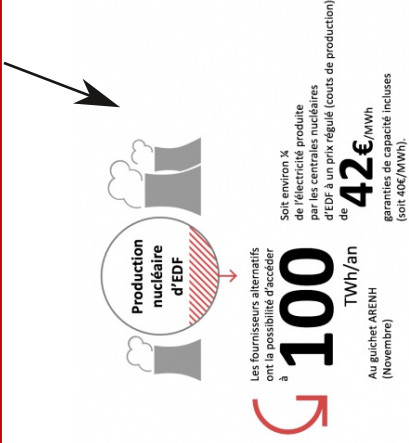 Production
nucléaire
d'EDF
Les fournisseurs alternatifs
ont la possibilité d'accéder
à
100
TWh/an
Au guichet ARENH
(Novembre)
Soit environ ¼
de l'électricité produite
par les centrales nucléaires
d'EDF à un prix régulé (couts de production)
de
42€/MWh
garanties de capacité incluses
(soit 40€/MWh).